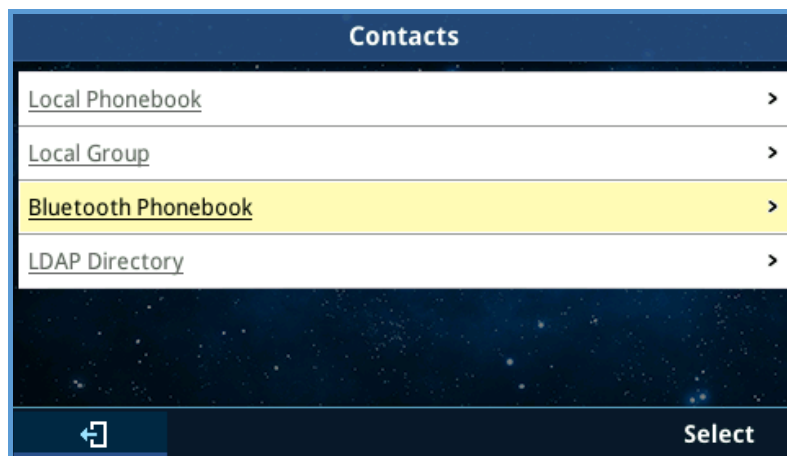 Contacts
Local Phonebook
Local Group
Bluetooth Phonebook
LDAP Directory
Select